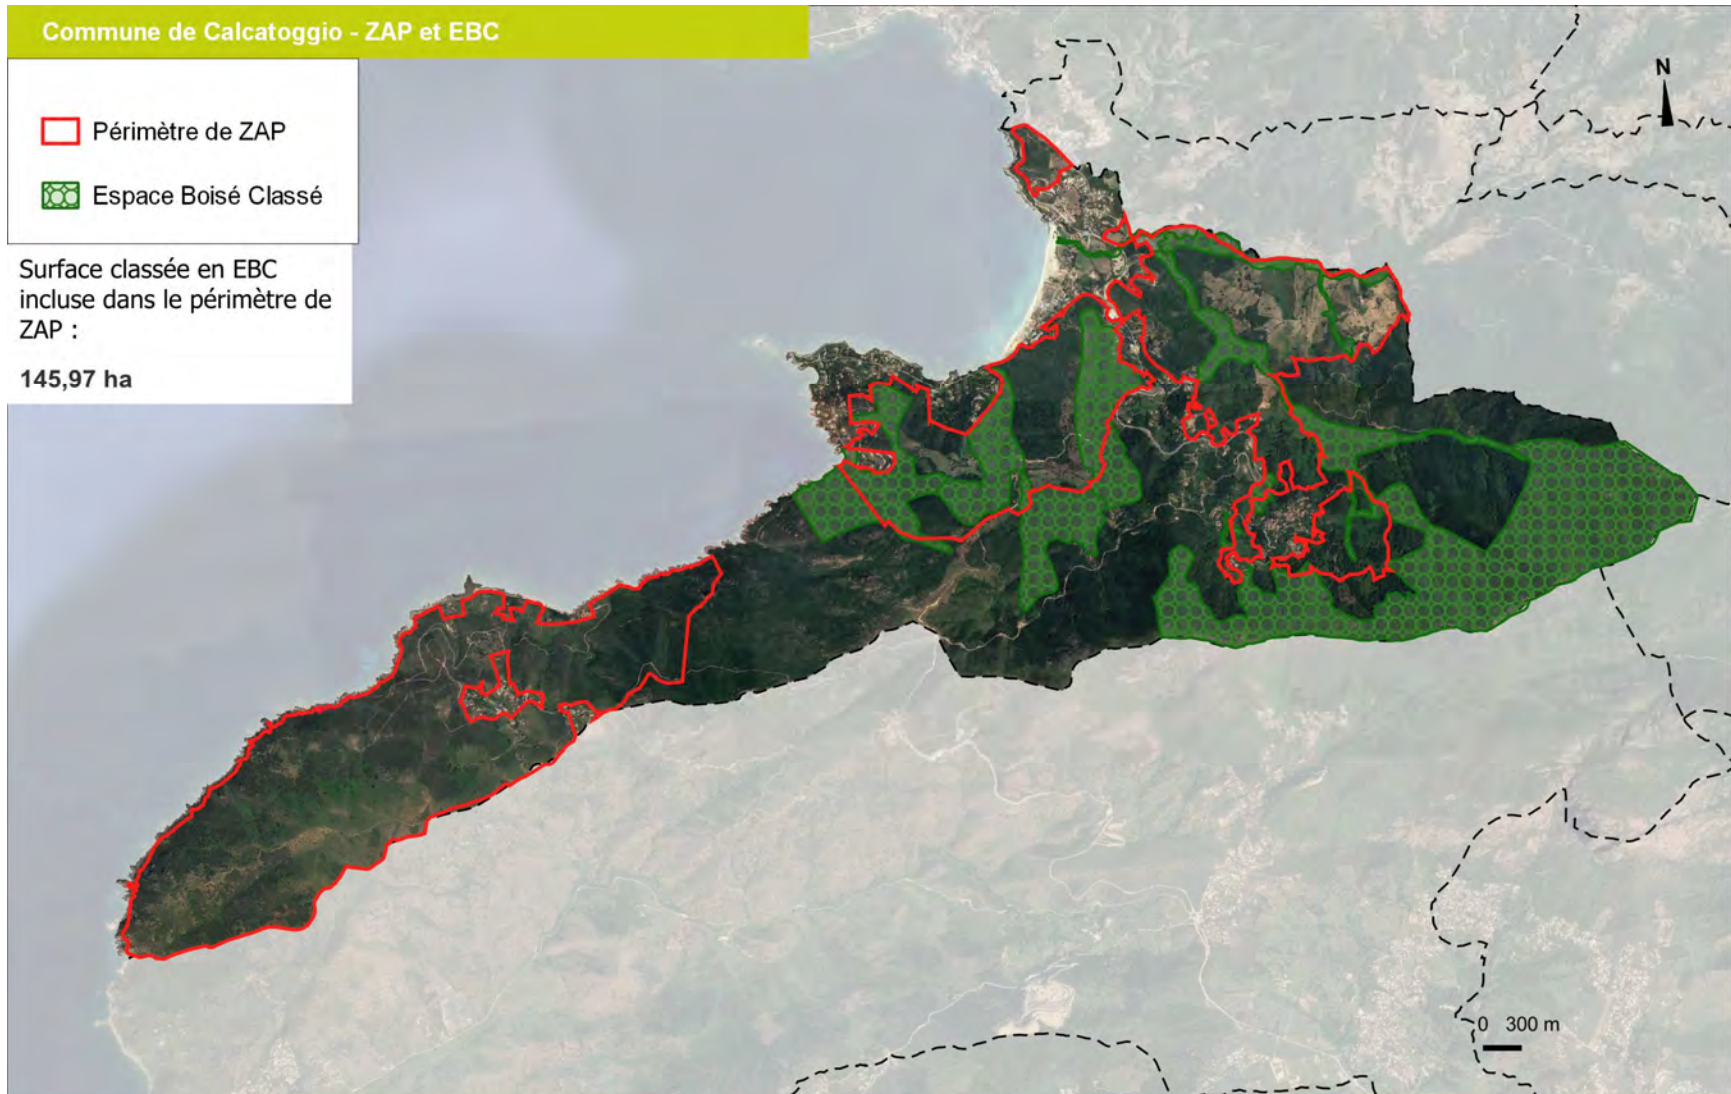 Commune de Calcatoggio - ZAP et EBC
Périmètre de ZAP
Espace Boisé Classé
Surface classée en EBC
incluse dans le périmètre de
ZAP :
145,97 ha
N
0 300 m